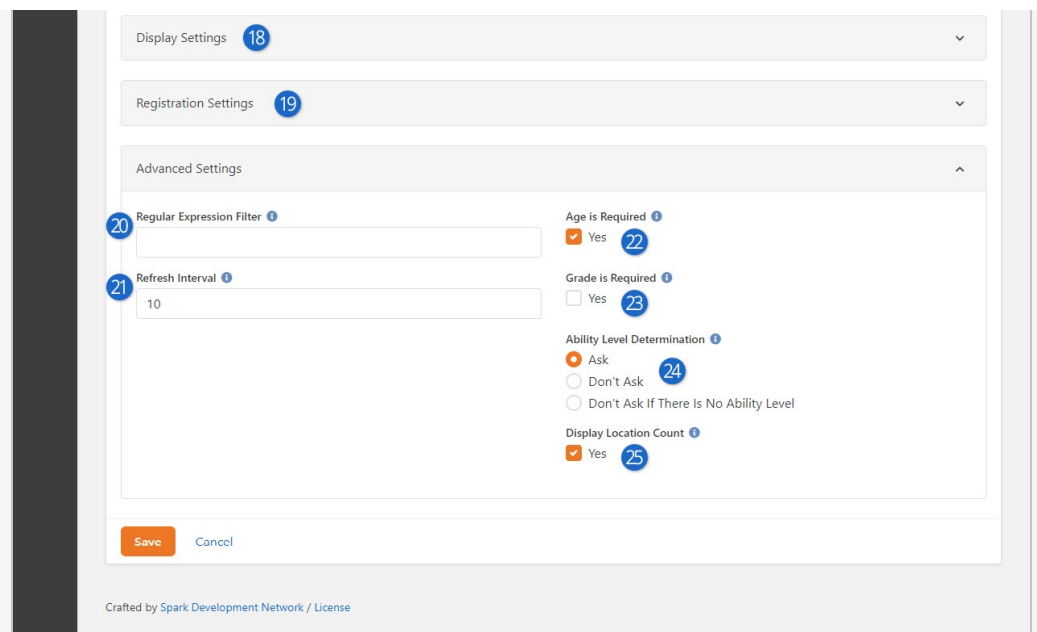 Display Settings 18
Registration Settings 19
Advanced Settings
20 Regular Expression Filter
21 Refresh Interval
10
Age is Required
Yes 22
Grade is Required
Yes 23
Ability Level Determination
Ask
Don't Ask 24
Don't Ask If There Is No Ability Level
Display Location Count
Yes 25
Save Cancel
Crafted by Spark Development Network / License